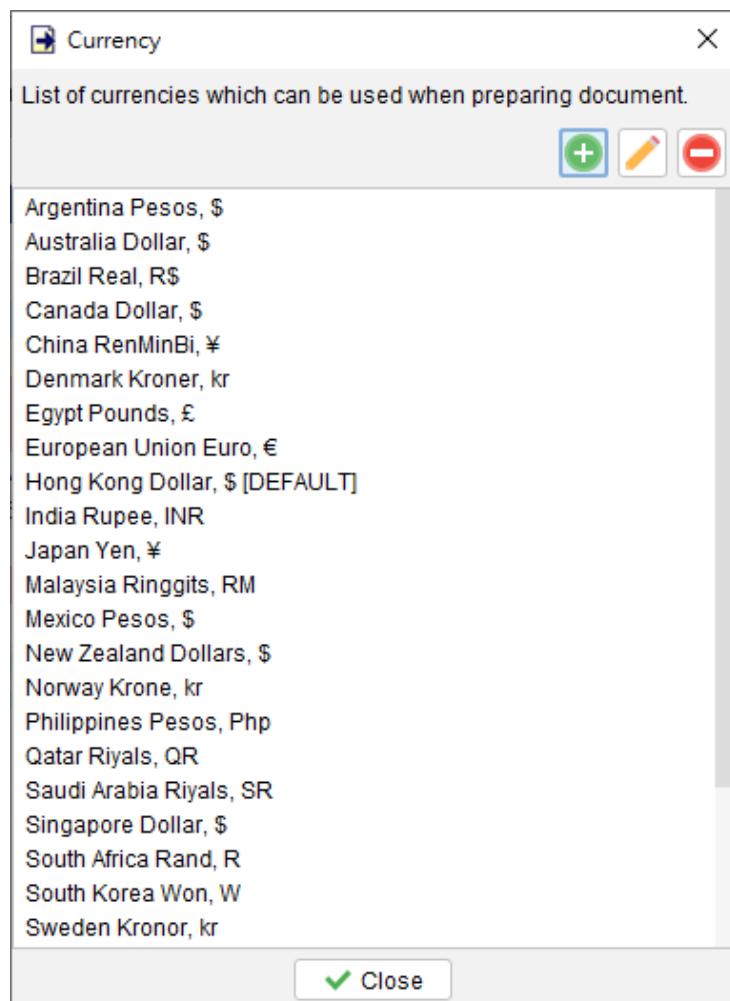 Currency
List of currencies which can be used when preparing document.
Argentina Pesos, $
Australia Dollar, $
Brazil Real, R$
Canada Dollar, $
China RenMinBi, ¥
Denmark Kroner, kr
Egypt Pounds, £
European Union Euro, €
Hong Kong Dollar, $ [DEFAULT]
India Rupee, INR
Japan Yen, ¥
Malaysia Ringgits, RM
Mexico Pesos, $
New Zealand Dollars, $
Norway Krone, kr
Philippines Pesos, Php
Qatar Riyals, QR
Saudi Arabia Riyals, SR
Singapore Dollar, $
South Africa Rand, R
South Korea Won, W
Sweden Kronor, kr
Close